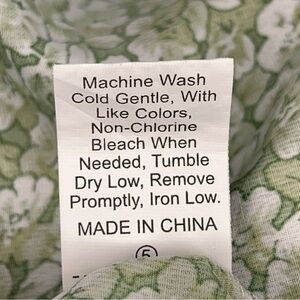 Machine Wash
Cold Gentle, With
Like Colors,
Non-Chlorine
Bleach When
Needed, Tumble
Dry Low, Remove
Promptly, Iron Low.
MADE IN CHINA
⑤